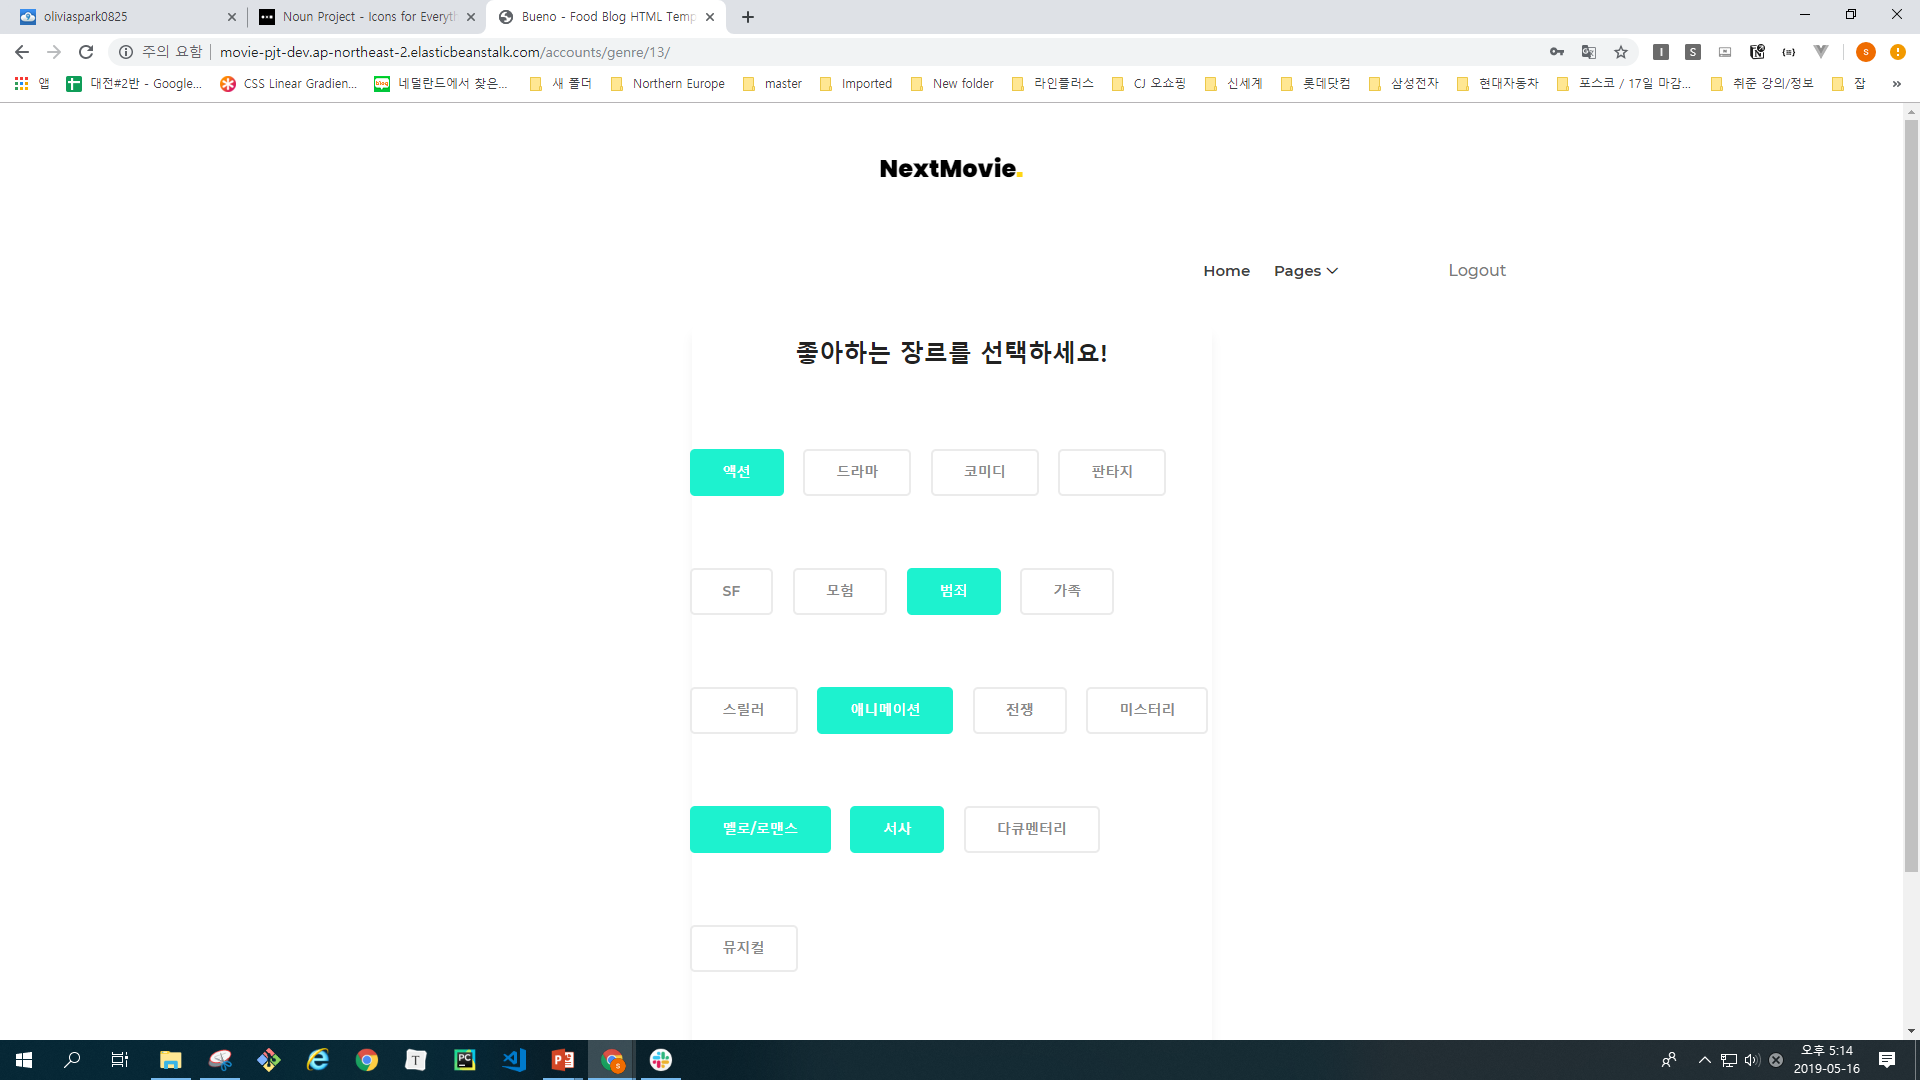 oliviaspark0825
Noun Project - Icons for Everyth
Bueno - Food Blog HTML Temp
주의 요함 movie-pjt-dev.ap-northeast-2.elasticbeanstalk.com/accounts/genre/13/
앱 대전#2반 - Google... CSS Linear Gradien... 네덜란드에서 찾은... 새 폴더 Northern Europe master Imported New folder 라인플러스 CJ 오쇼핑 신세계 롯데닷컴 삼성전자 현대자동차 포스코 / 17일 마감... 취준 강의/정보 잡 »
NextMovie.
Home Pages Logout
좋아하는 장르를 선택하세요!
액션 드라마 코미디 판타지
SF 모험 범죄 가족
스릴러 애니메이션 전쟁 미스터리
멜로/로맨스 서사 다큐멘터리
뮤지컬
오후 5:14
2019-05-16